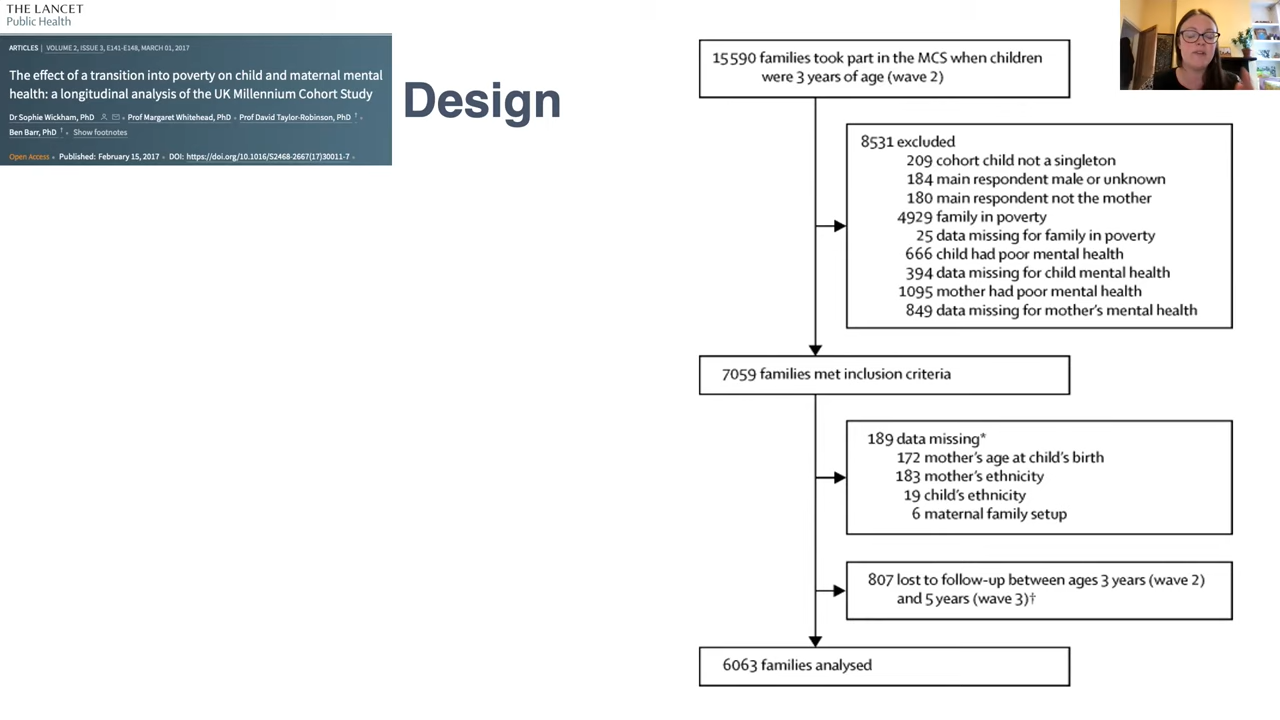 THE LANCET
Public Health
ARTICLES | VOLUME 2, ISSUE 3, E141-E148, MARCH 01, 2017
The effect of a transition into poverty on child and maternal mental
health: a longitudinal analysis of the UK Millennium Cohort Study
Dr Sophie Wickham, PhD • Prof Margaret Whitehead, PhD • Prof David Taylor-Robinson, PhD † •
Ben Barr, PhD † • Show footnotes
Open Access • Published: February 15, 2017 • DOI: https://doi.org/10.1016/S2468-2667(17)30011-7 •
Design
15590 families took part in the MCS when children
were 3 years of age (wave 2)
8531 excluded
209 cohort child not a singleton
184 main respondent male or unknown
180 main respondent not the mother
4929 family in poverty
25 data missing for family in poverty
666 child had poor mental health
394 data missing for child mental health
1095 mother had poor mental health
849 data missing for mother's mental health
7059 families met inclusion criteria
189 data missing*
172 mother's age at child's birth
183 mother's ethnicity
19 child's ethnicity
6 maternal family setup
807 lost to follow-up between ages 3 years (wave 2)
and 5 years (wave 3)†
6063 families analysed